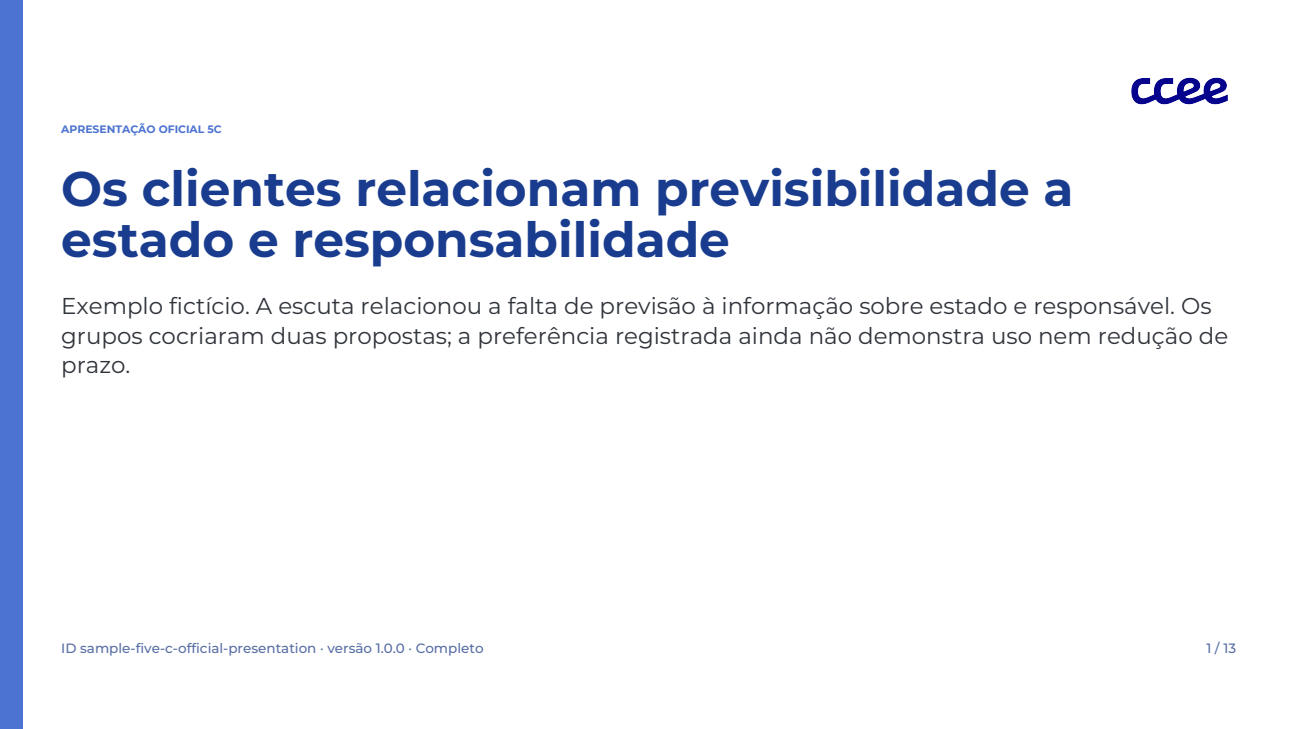 ccee
APRESENTAÇÃO OFICIAL 5C
Os clientes relacionam previsibilidade a
estado e responsabilidade
Exemplo fictício. A escuta relacionou a falta de previsão à informação sobre estado e responsável. Os
grupos cocriaram duas propostas; a preferência registrada ainda não demonstra uso nem redução de
prazo.
ID sample-five-c-official-presentation · versão 1.0.0 · Completo
1 / 13